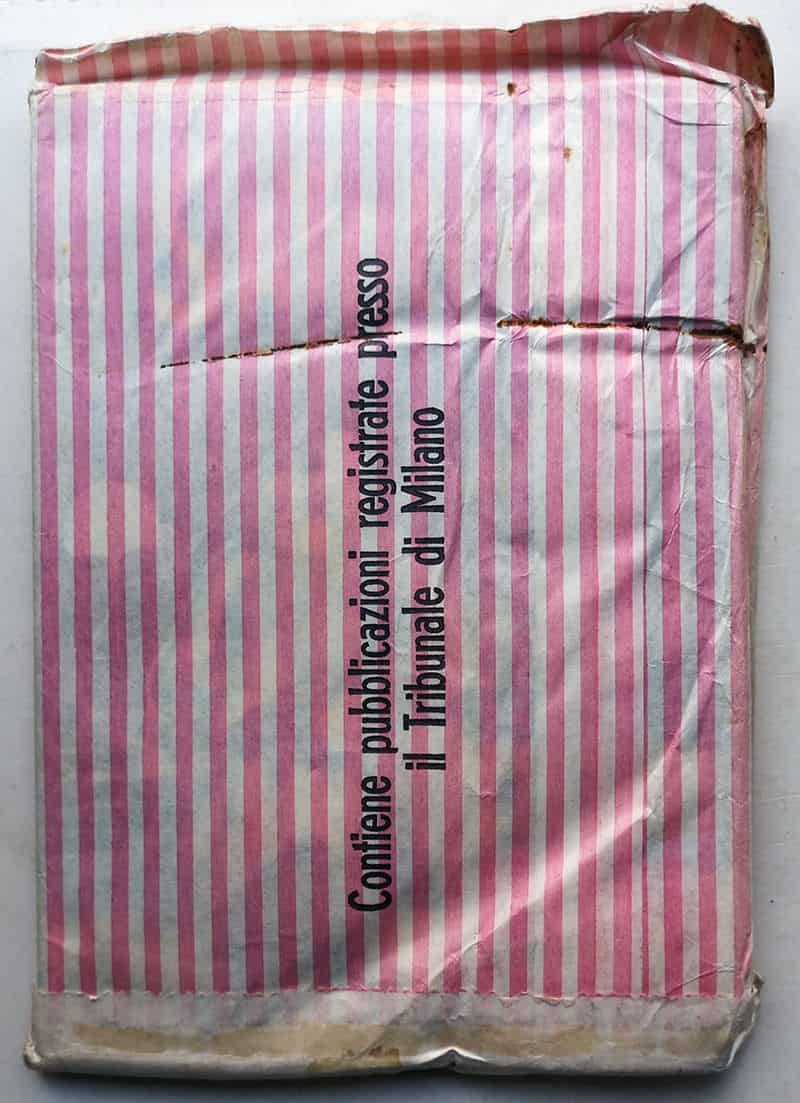 Contiene pubblicazioni registrate presso
il Tribunale di Milano